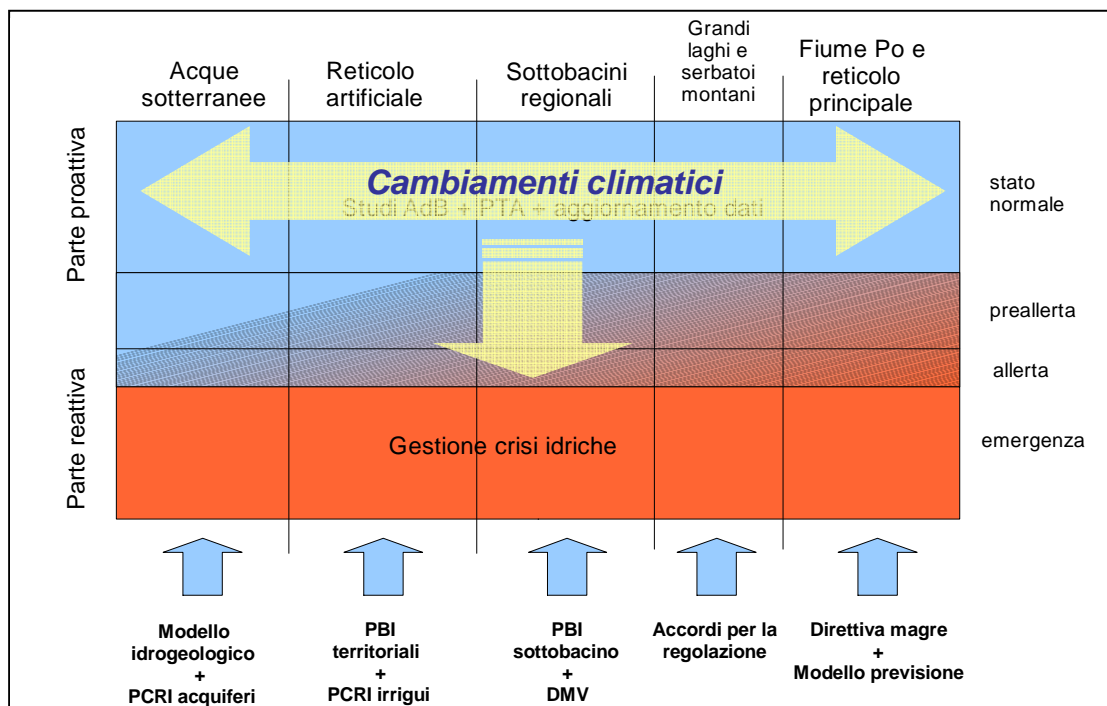 Acque
sotterranee
Reticolo
artificiale
Sottobacini
regionali
Grandi
laghi e
serbatoi
montani
Fiume Po e
reticolo
principale
Parte proattiva
Cambiamenti climatici
Studi AdB + PTA + aggiornamento dati
stato
normale
preallerta
allerta
Parte reattiva
Gestione crisi idriche
emergenza
Modello
idrogeologico
+
PCRI acquiferi
PBI
territoriali
+
PCRI irrigui
PBI
sottobacino
+
DMV
Accordi per la
regolazione
Direttiva magre
+
Modello previsione